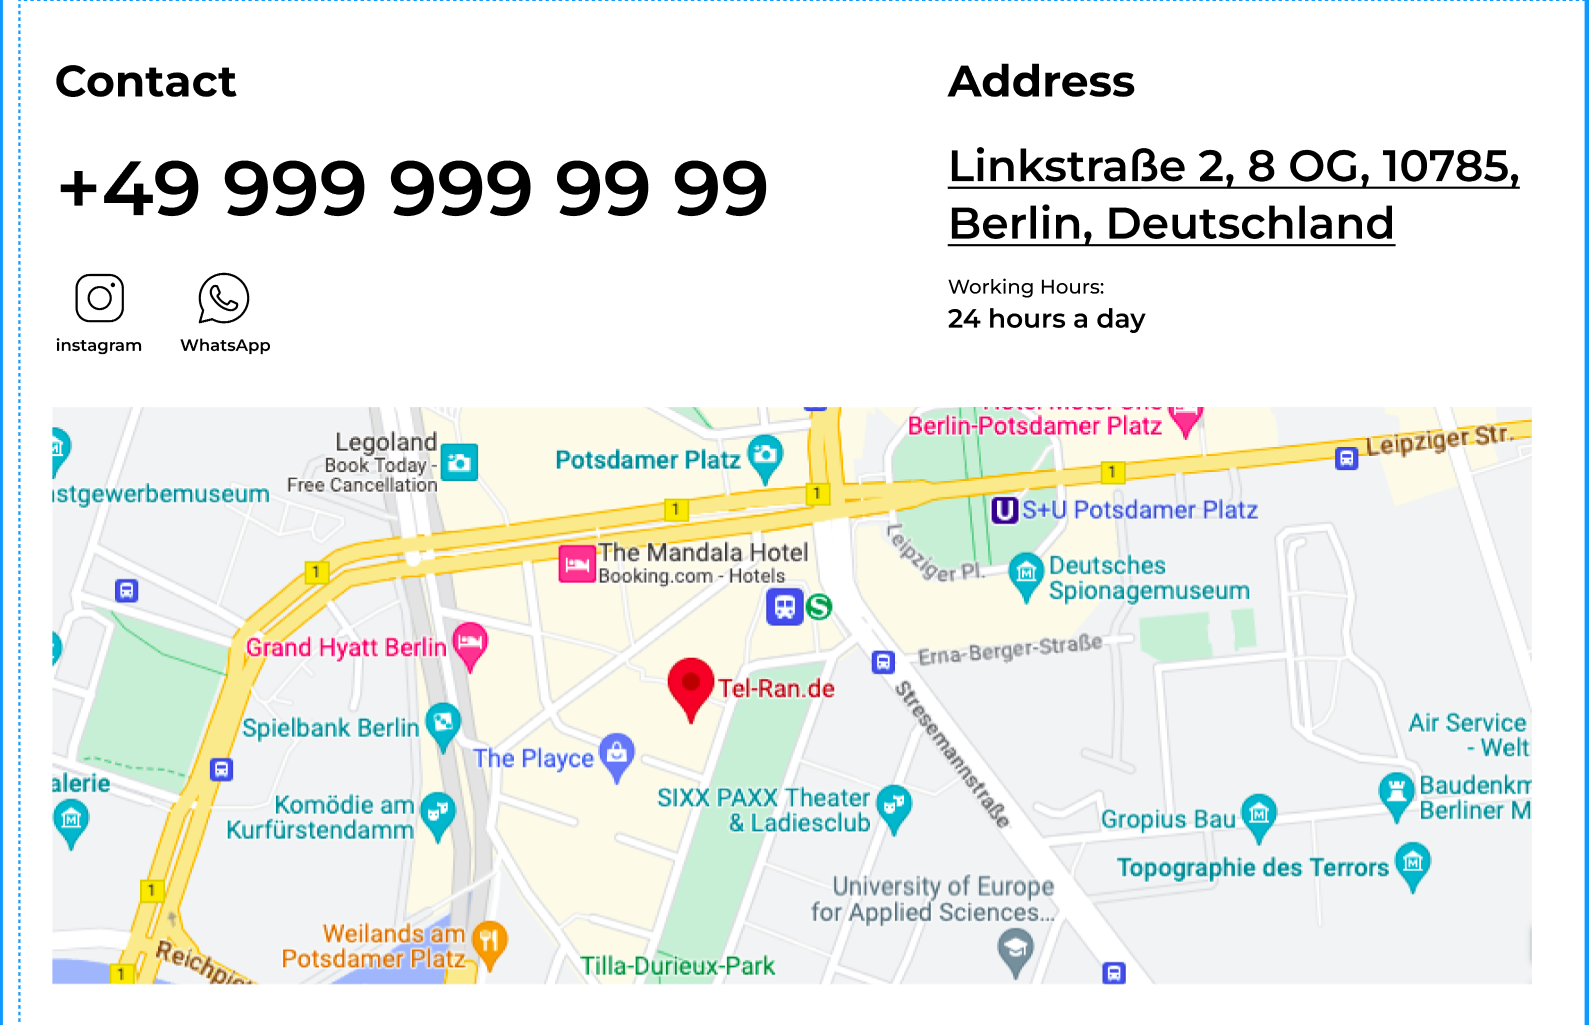 Contact
+49 999 999 99 99
instagram
WhatsApp
Address
Linkstraße 2, 8 OG, 10785,
Berlin, Deutschland
Working Hours:
24 hours a day
Berlin-Potsdamer Platz
Leipziger Str.
Legoland
Book Today -
Free Cancellation
Potsdamer Platz
1
1
1
stgewerbemuseum
S+U Potsdamer Platz
The Mandala Hotel
Booking.com - Hotels
Leipziger Pl.
Deutsches
Spionagemuseum
1
S
Grand Hyatt Berlin
Erna-Berger-Straße
Tel-Ran.de
Stresemannstraße
Spielbank Berlin
The Playce
Air Service
- Welt
alerie
SIXX PAXX Theater
& Ladiesclub
Komödie am
Kurfürstendamm
Gropius Bau
Baudenkm
Berliner M
Topographie des Terrors
University of Europe
for Applied Sciences...
1
Weilands am
Potsdamer Platz
Reichpie
Tilla-Durieux-Park
1